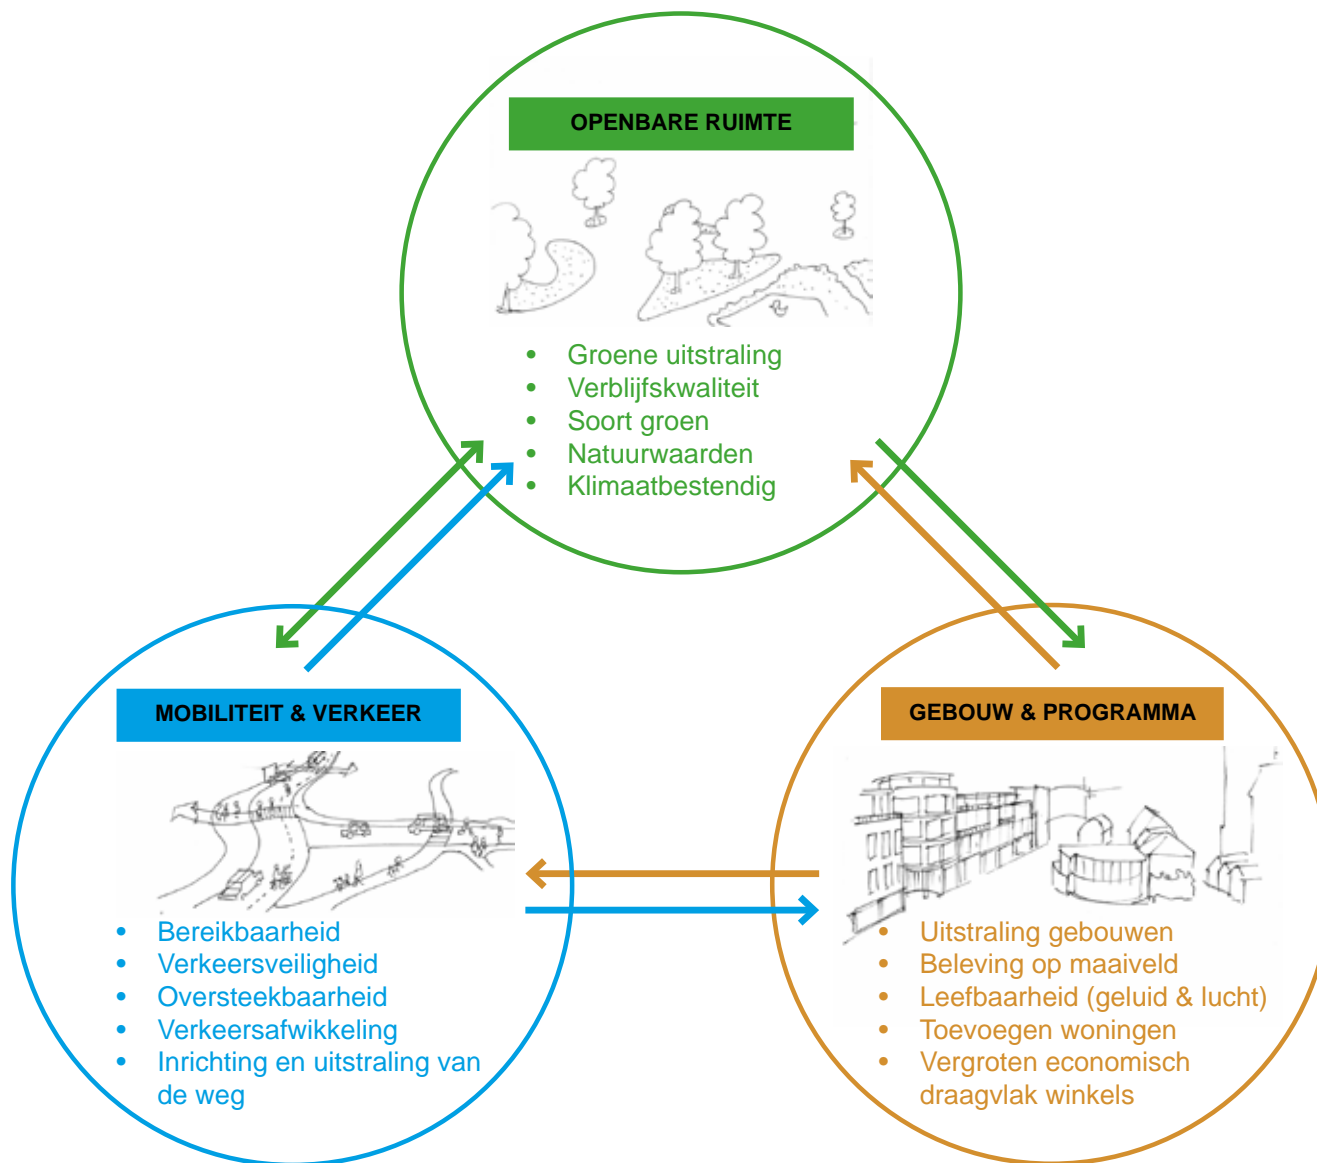 OPENBARE RUIMTE
• Groene uitstraling
• Verblijfskwaliteit
• Soort groen
• Natuurwaarden
• Klimaatbestendig
MOBILITEIT & VERKEER
• Bereikbaarheid
• Verkeersveiligheid
• Oversteekbaarheid
• Verkeersafwikkeling
• Inrichting en uitstraling van
de weg
GEBOUW & PROGRAMMA
• Uitstraling gebouwen
• Beleving op maaiveld
• Leefbaarheid (geluid & lucht)
• Toevoegen woningen
• Vergroten economisch
draagvlak winkels